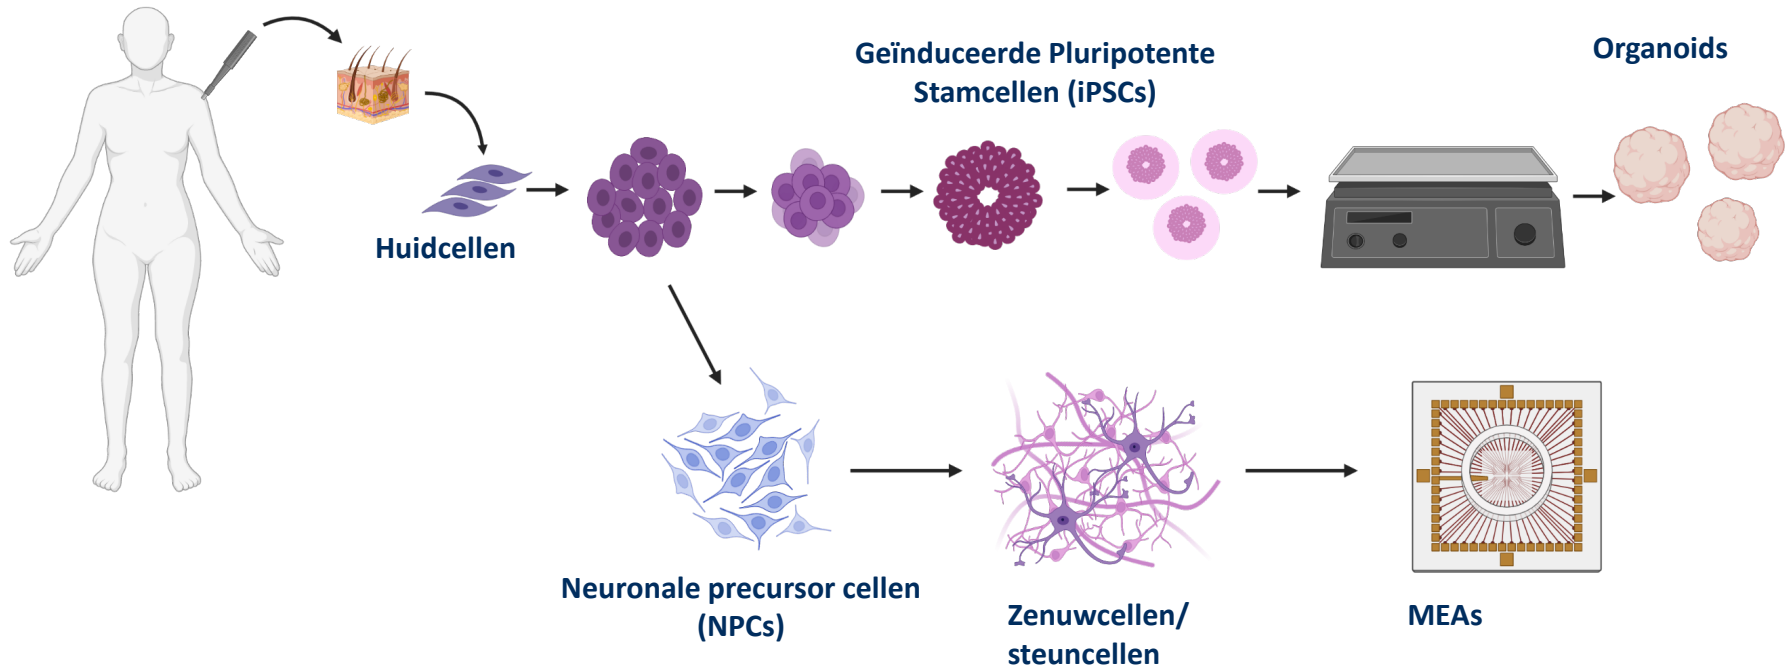 Geïnduceerde Pluripotente
Stamcellen (iPSCs)
Organoids
Huidcellen
Neuronale precursor cellen
(NPCs)
Zenuwcellen/
steuncellen
MEAs